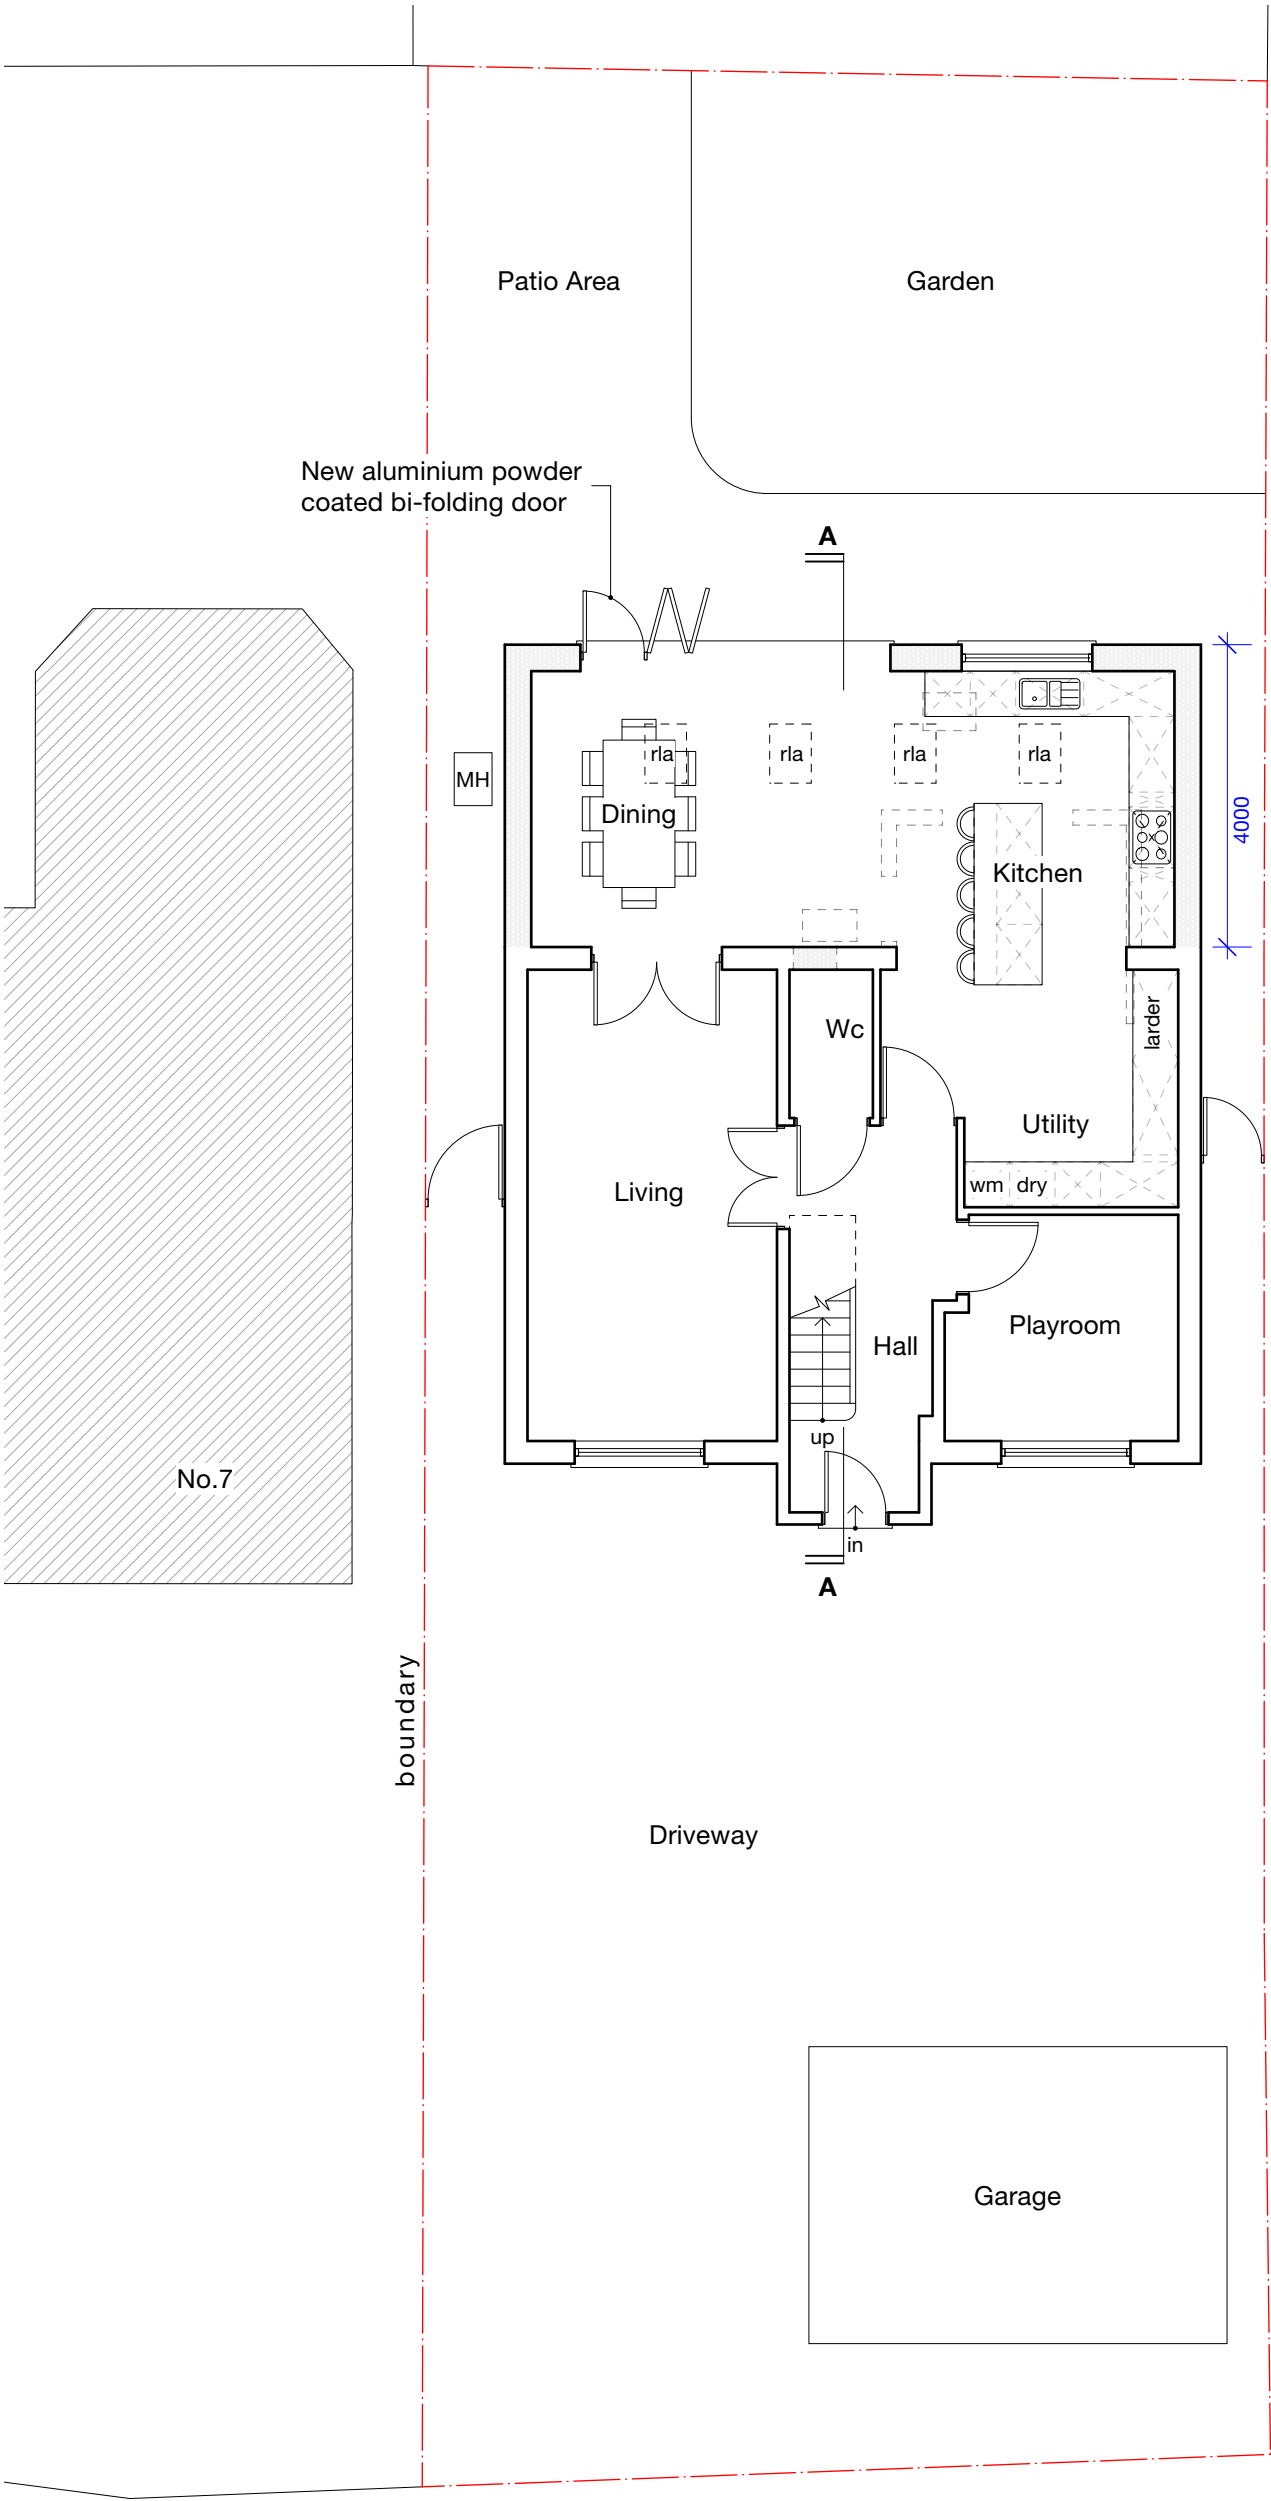 Patio Area
Garden
New aluminium powder
coated bi-folding door
A
MH
rla
rla
rla
rla
Dining
4000
Kitchen
larder
Wc
Utility
wm
dry
Living
Playroom
Hall
up
No.7
in
A
boundary
Driveway
Garage